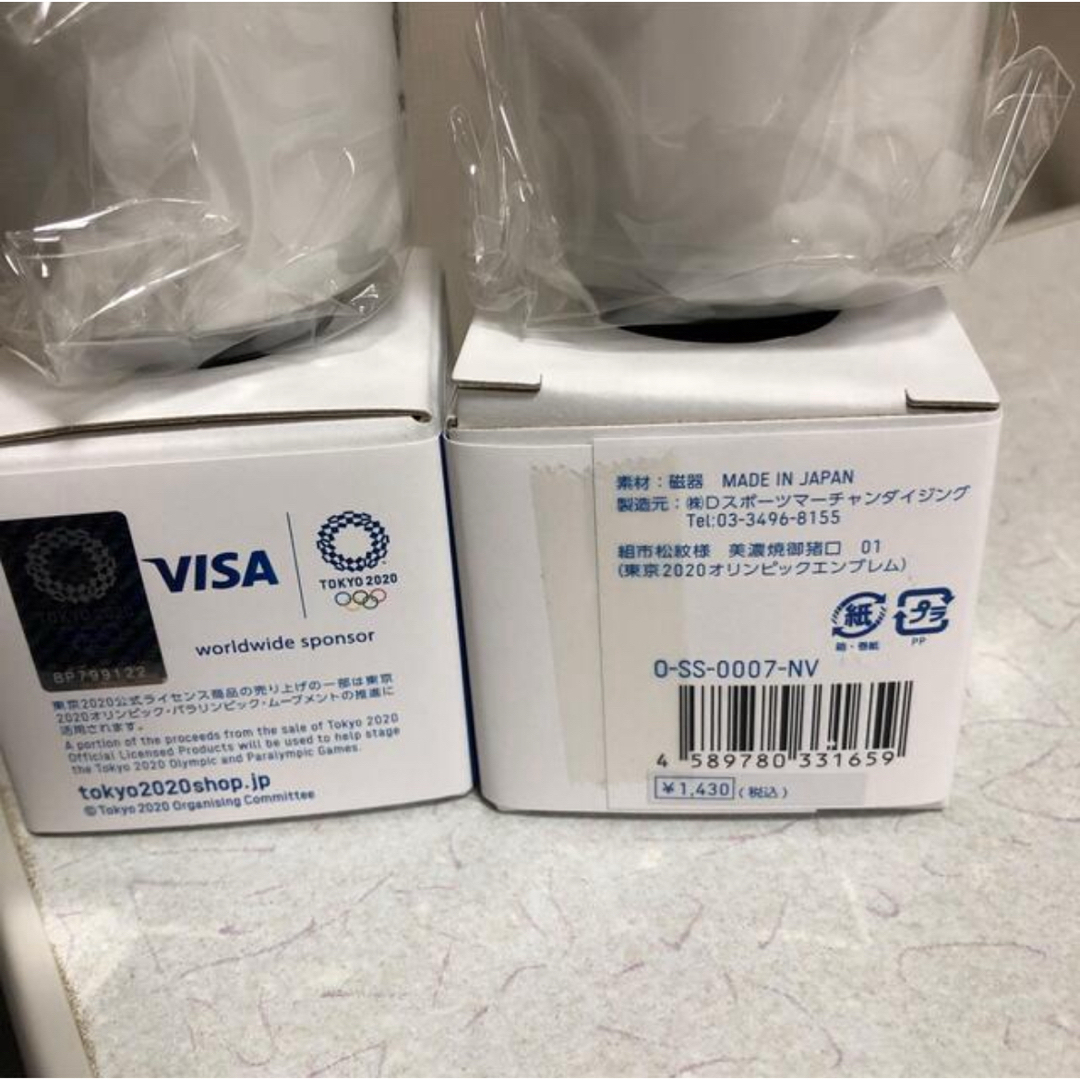 TOKYO 2020
BP799122
VISA
TOKYO 2020
worldwide sponsor
東京2020公式ライセンス商品の売り上げの一部は東京
2020オリンピック・パラリンピック・ムーブメントの推進に
活用されます。
A portion of the proceeds from the sale of Tokyo 2020
Official Licensed Products will be used to help stage
the Tokyo 2020 Olympic and Paralympic Games.
tokyo2020shop.jp
©Tokyo 2020 Organising Committee
素材:磁器 MADE IN JAPAN
製造元:㈱Dスポーツマーチャンダイジング
Tel:03-3496-8155
組市松紋様 美濃焼御猪口 01
(東京2020オリンピックエンブレム)
紙
箱・巻紙
プラ
PP
O-SS-0007-NV
4 589780 331659
¥1,430(税込)